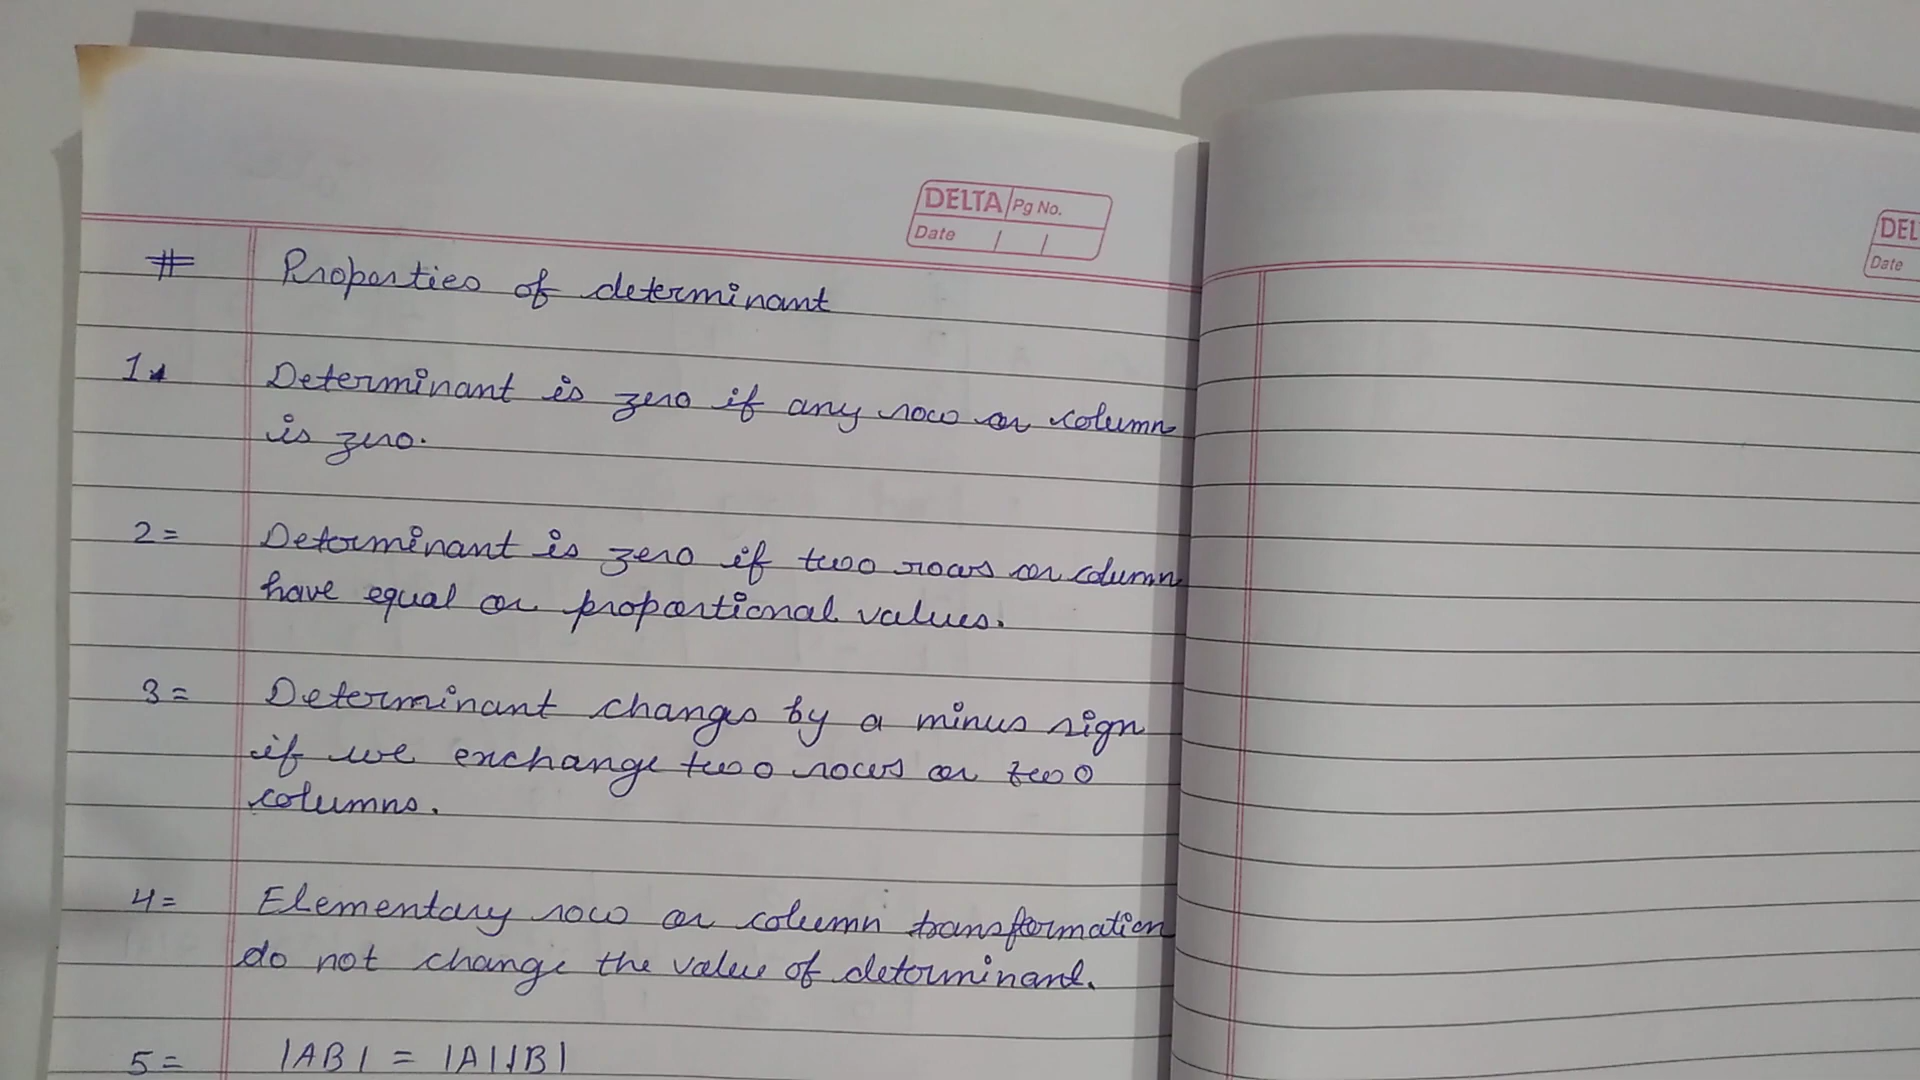 DELTA Pg No.
Date / /
# Properties of determinant
1. Determinant is zero if any row or column
is zero.
2= Determinant is zero if two rows or column
have equal or proportional values.
3= Determinant changes by a minus sign
if we exchange two rows or two
columns.
4= Elementary row or column transformation
do not change the value of determinant.
5= |AB| = |A||B|
DEL
Date